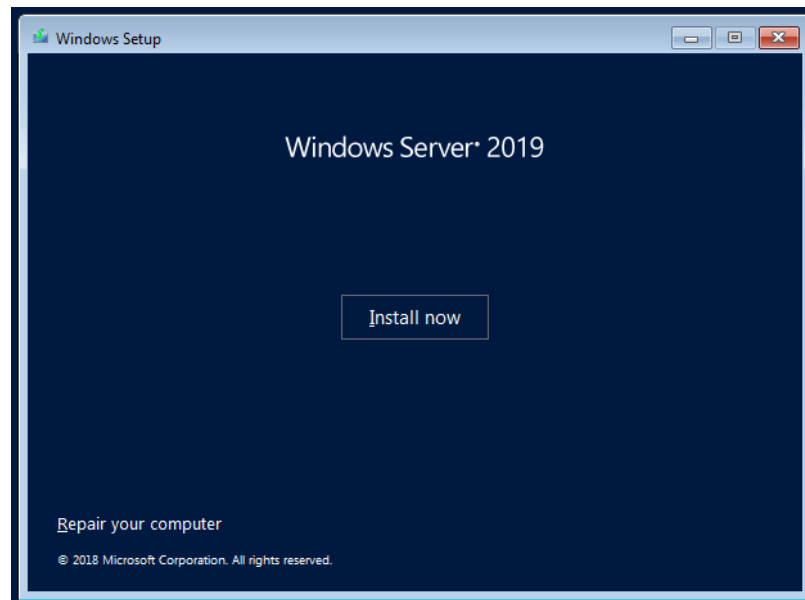 Windows Setup
Windows Server® 2019
Install now
Repair your computer
© 2018 Microsoft Corporation. All rights reserved.